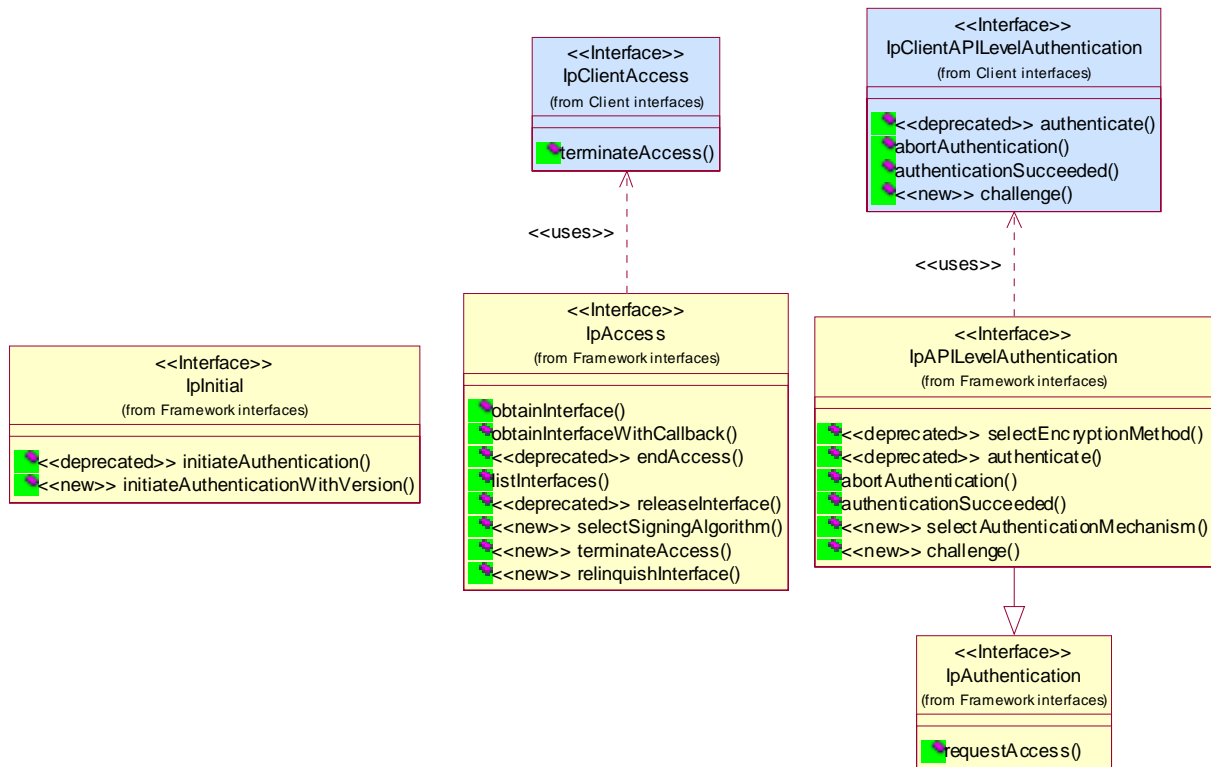 <<Interface>>
IpClientAccess
(from Client interfaces)
terminateAccess()
<<Interface>>
IpClientAPILevelAuthentication
(from Client interfaces)
<<deprecated>> authenticate()
abortAuthentication()
authenticationSucceeded()
<<new>> challenge()
<<uses>>
<<uses>>
<<Interface>>
IpInitial
(from Framework interfaces)
<<deprecated>> initiateAuthentication()
<<new>> initiateAuthenticationWithVersion()
<<Interface>>
IpAccess
(from Framework interfaces)
obtainInterface()
obtainInterfaceWithCallback()
<<deprecated>> endAccess()
listInterfaces()
<<deprecated>> releaseInterface()
<<new>> selectSigningAlgorithm()
<<new>> terminateAccess()
<<new>> relinquishInterface()
<<Interface>>
IpAPILevelAuthentication
(from Framework interfaces)
<<deprecated>> selectEncryptionMethod()
<<deprecated>> authenticate()
abortAuthentication()
authenticationSucceeded()
<<new>> selectAuthenticationMechanism()
<<new>> challenge()
<<Interface>>
IpAuthentication
(from Framework interfaces)
requestAccess()